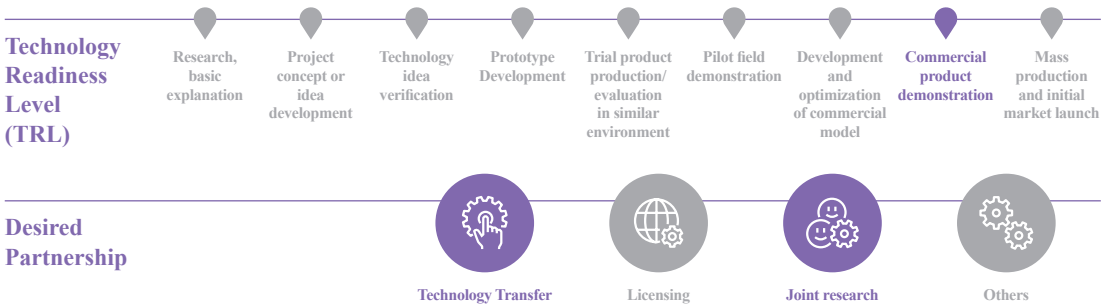 Technology
Readiness
Level
(TRL)
Research,
basic
explanation
Project
concept or
idea
development
Technology
idea
verification
Prototype
Development
Trial product
production/
evaluation
in similar
environment
Pilot field
demonstration
Development
and
optimization
of commercial
model
Commercial
product
demonstration
Mass
production
and initial
market launch
Desired
Partnership
Technology Transfer
Licensing
Joint research
Others